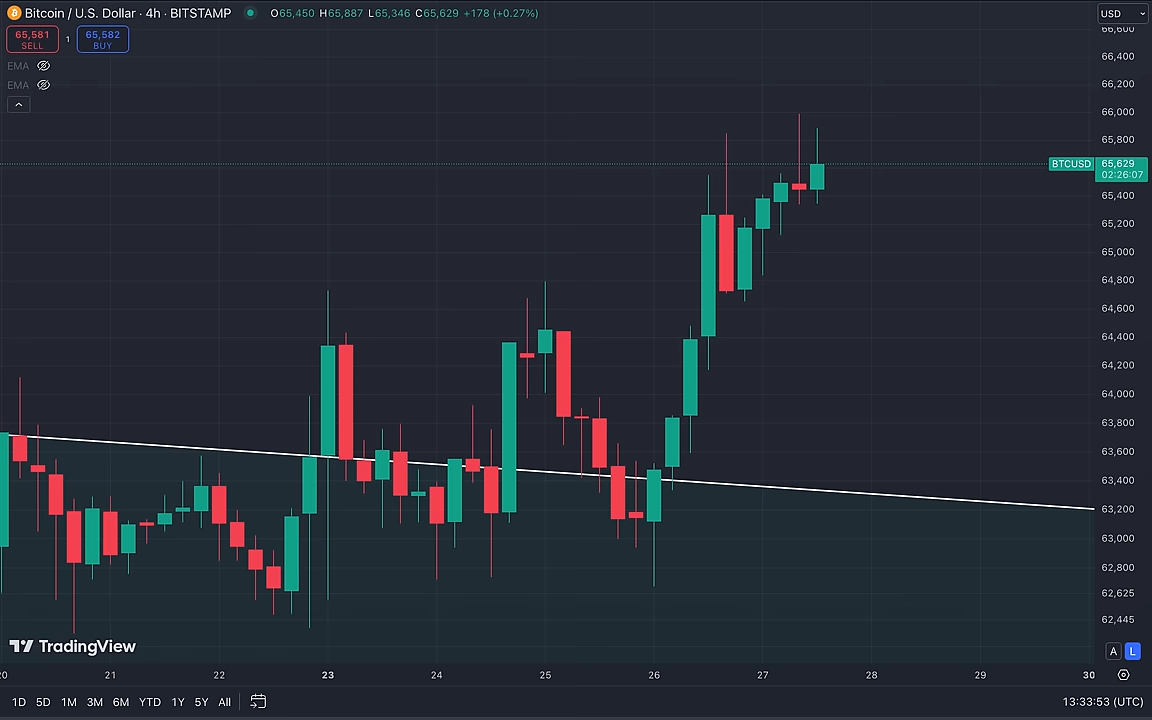 Bitcoin / U.S. Dollar · 4h · BITSTAMP O65,450 H65,887 L65,346 C65,629 +178 (+0.27%)
USD
65,581
SELL
1
65,582
BUY
EMA
EMA
66,600
66,400
66,200
66,000
65,800
BTCUSD 65,629
02:26:07
65,400
65,200
65,000
64,800
64,600
64,400
64,200
64,000
63,800
63,600
63,400
63,200
63,000
62,800
62,625
62,445
TradingView
A L
20 21 22 23 24 25 26 27 28 29 30
1D 5D 1M 3M 6M YTD 1Y 5Y All
13:33:53 (UTC)